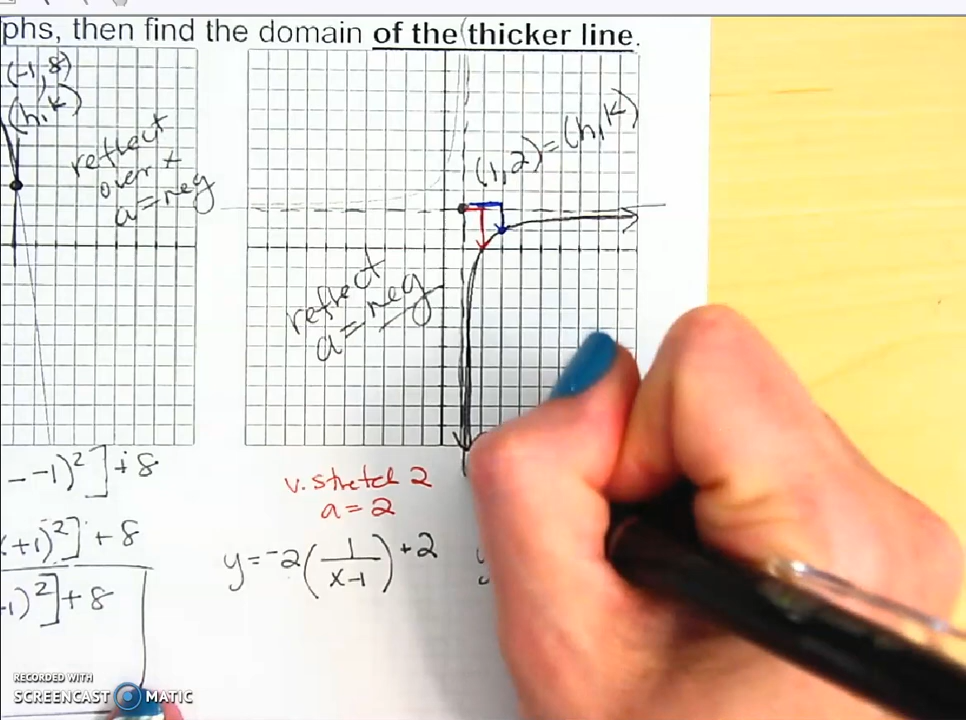 phs, then find the domain of the thicker line.
(-1, 8)
(h, k)
reflect
over x
a = neg
(1, 2) = (h, k)
reflect
a = neg
- -1)²] + 8
(+1)²] + 8
-1)²] + 8
v. stretch 2
a = 2
y = -2(1/(x-1)) + 2
RECORDED WITH
SCREENCAST MATIC